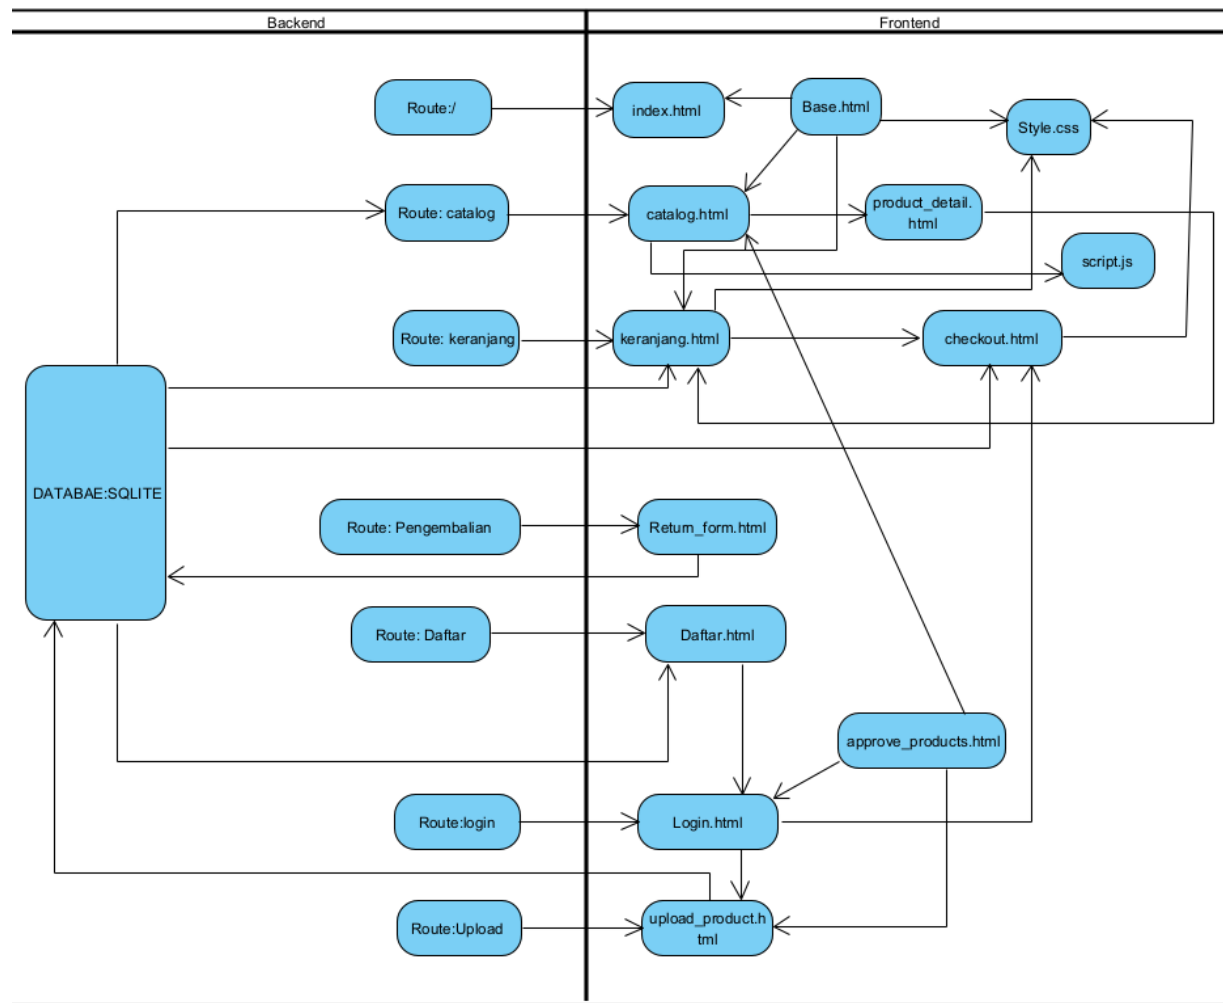 Backend
Frontend
Route:/
index.html
Base.html
Style.css
Route: catalog
catalog.html
product_detail.
html
script.js
Route: keranjang
keranjang.html
checkout.html
DATABAE:SQLITE
Route: Pengembalian
Return_form.html
Route: Daftar
Daftar.html
approve_products.html
Route:login
Login.html
Route:Upload
upload_product.h
tml